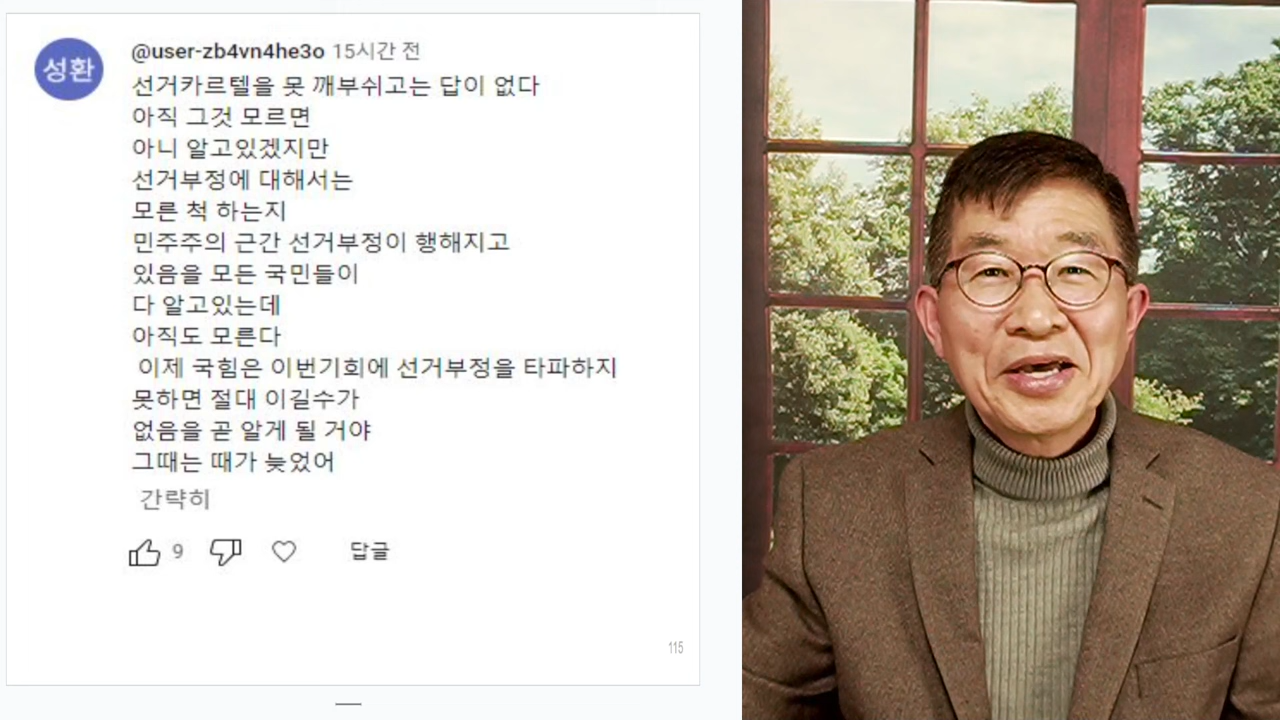 성환
@user-zb4vn4he3o 15시간 전
선거카르텔을 못 깨부쉬고는 답이 없다
아직 그것 모르면
아니 알고있겠지만
선거부정에 대해서는
모른 척 하는지
민주주의 근간 선거부정이 행해지고
있음을 모든 국민들이
다 알고있는데
아직도 모른다
이제 국힘은 이번기회에 선거부정을 타파하지
못하면 절대 이길수가
없음을 곧 알게 될 거야
그때는 때가 늦었어
간략히
9 답글
115